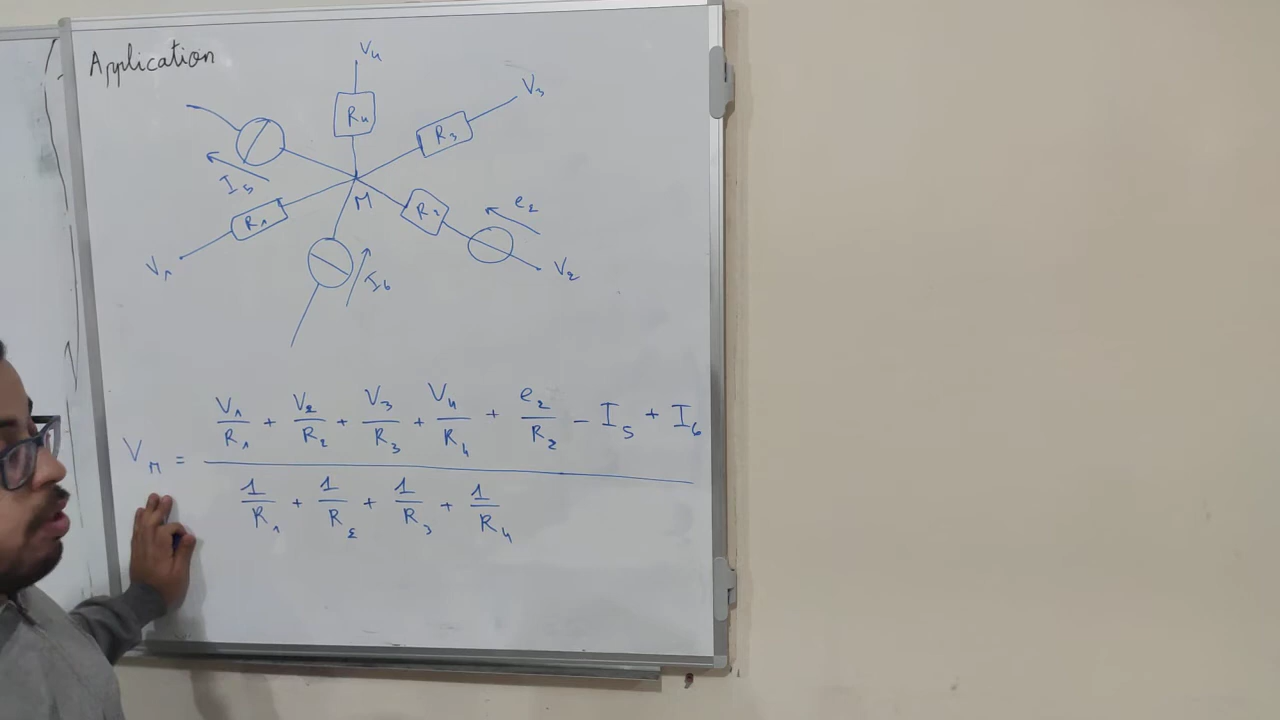 Application
V₄
V₃
R₄
R₃
I₅
e₂
R₁
M
R₂
V₁
V₂
I₆
V_M = (V₁/R₁ + V₂/R₂ + V₃/R₃ + V₄/R₄ + e₂/R₂ - I₅ + I₆) / (1/R₁ + 1/R₂ + 1/R₃ + 1/R₄)